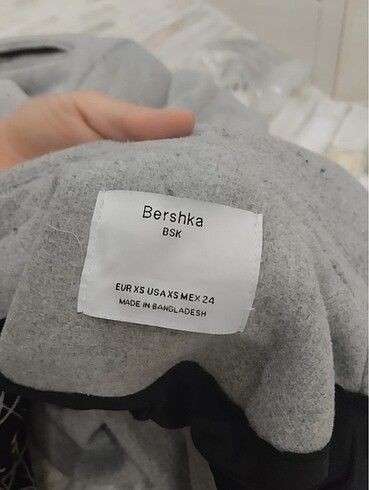 Bershka
BSK
EUR XS USA XS MEX 24
MADE IN BANGLADESH